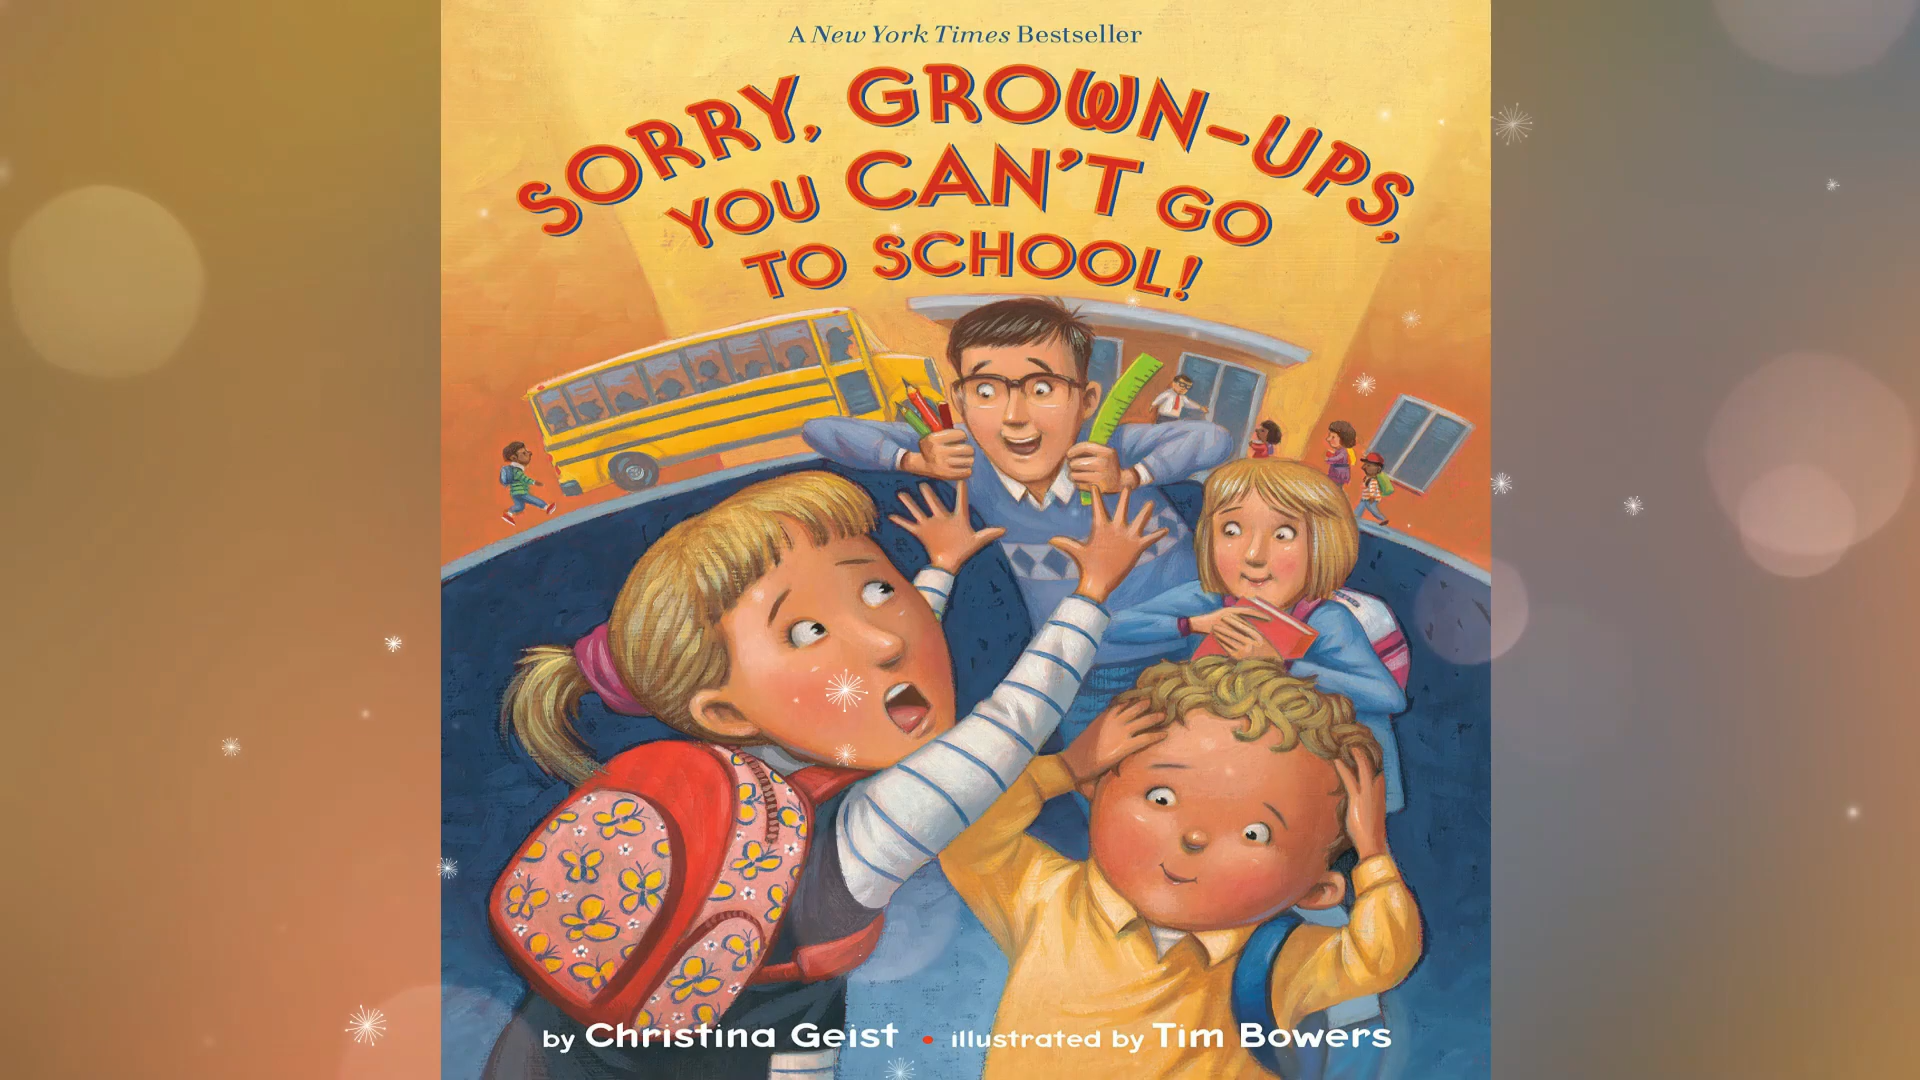 A New York Times Bestseller
SORRY, GROWN-UPS,
YOU CAN'T GO
TO SCHOOL!
by Christina Geist • illustrated by Tim Bowers